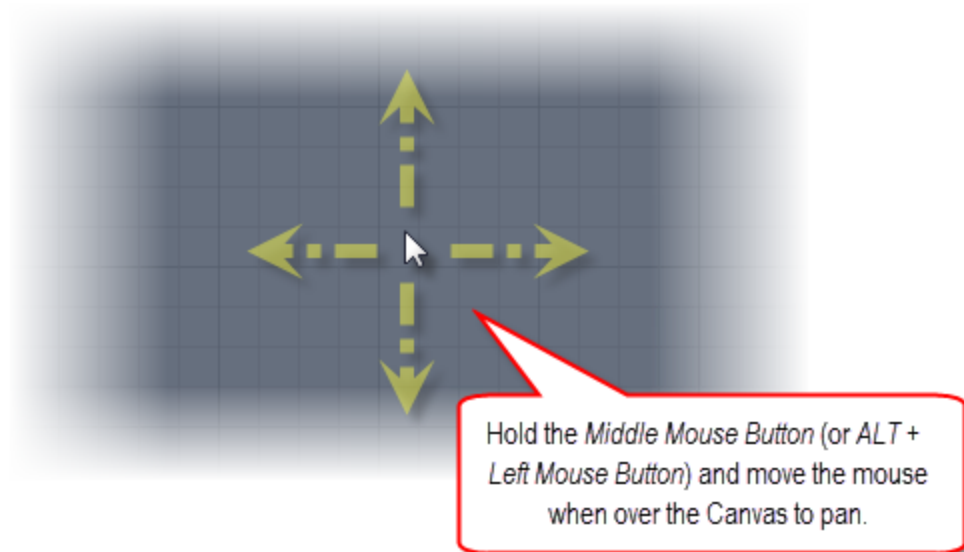 Hold the Middle Mouse Button (or ALT +
Left Mouse Button) and move the mouse
when over the Canvas to pan.